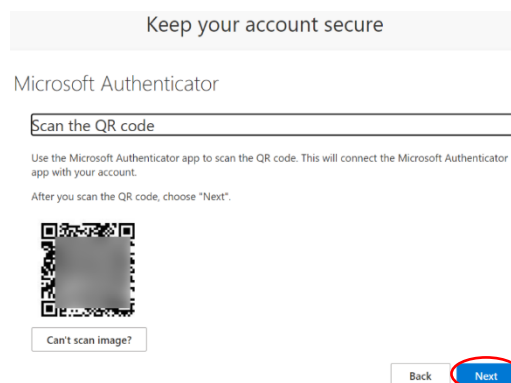 Keep your account secure
Microsoft Authenticator
Scan the QR code
Use the Microsoft Authenticator app to scan the QR code. This will connect the Microsoft Authenticator
app with your account.
After you scan the QR code, choose "Next".
Can't scan image?
Back Next